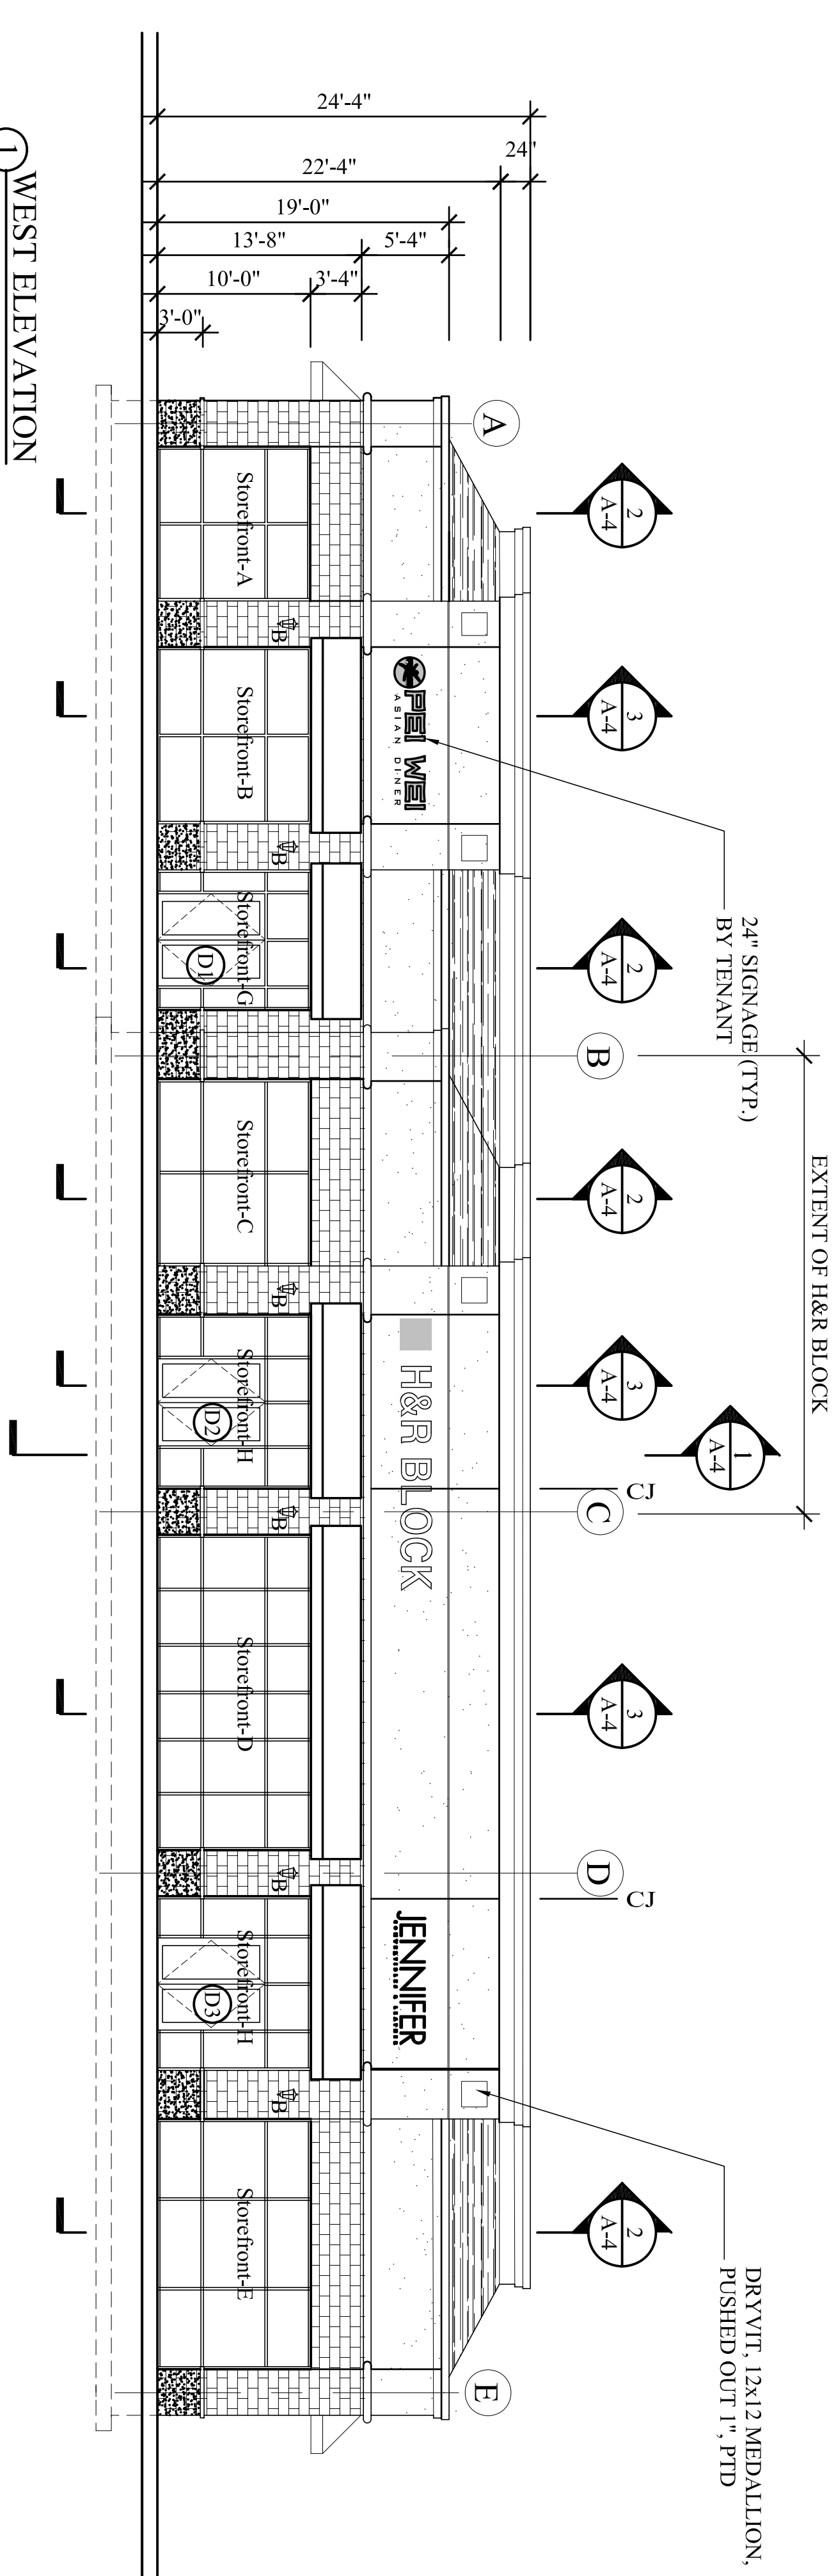 EXTENT OF H&R BLOCK
24" SIGNAGE (TYP.)
BY TENANT
DRYVIT, 12x12 MEDALLION,
PUSHED OUT 1", PTD
1
A-4
2
A-4
3
A-4
2
A-4
2
A-4
3
A-4
3
A-4
2
A-4
CJ
CJ
A
B
C
D
E
24'-4"
24"
22'-4"
19'-0"
13'-8"
5'-4"
10'-0"
3'-4"
3'-0"
PEI WEI
ASIAN DINER
H&R BLOCK
JENNIFER
B
B
B
B
B
B
Storefront-A
Storefront-B
Storefront-G
Storefront-C
Storefront-H
Storefront-D
Storefront-H
Storefront-E
D1
D2
D3
1
WEST ELEVATION